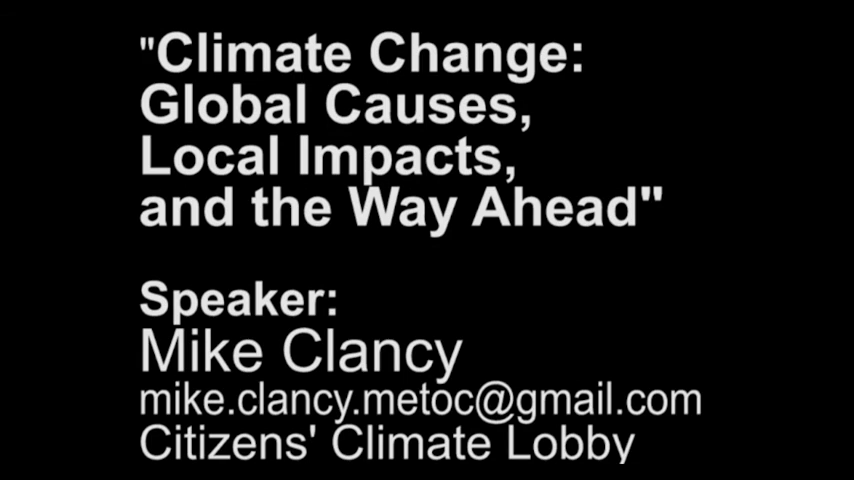 "Climate Change:
Global Causes,
Local Impacts,
and the Way Ahead"
Speaker:
Mike Clancy
mike.clancy.metoc@gmail.com
Citizens' Climate Lobby